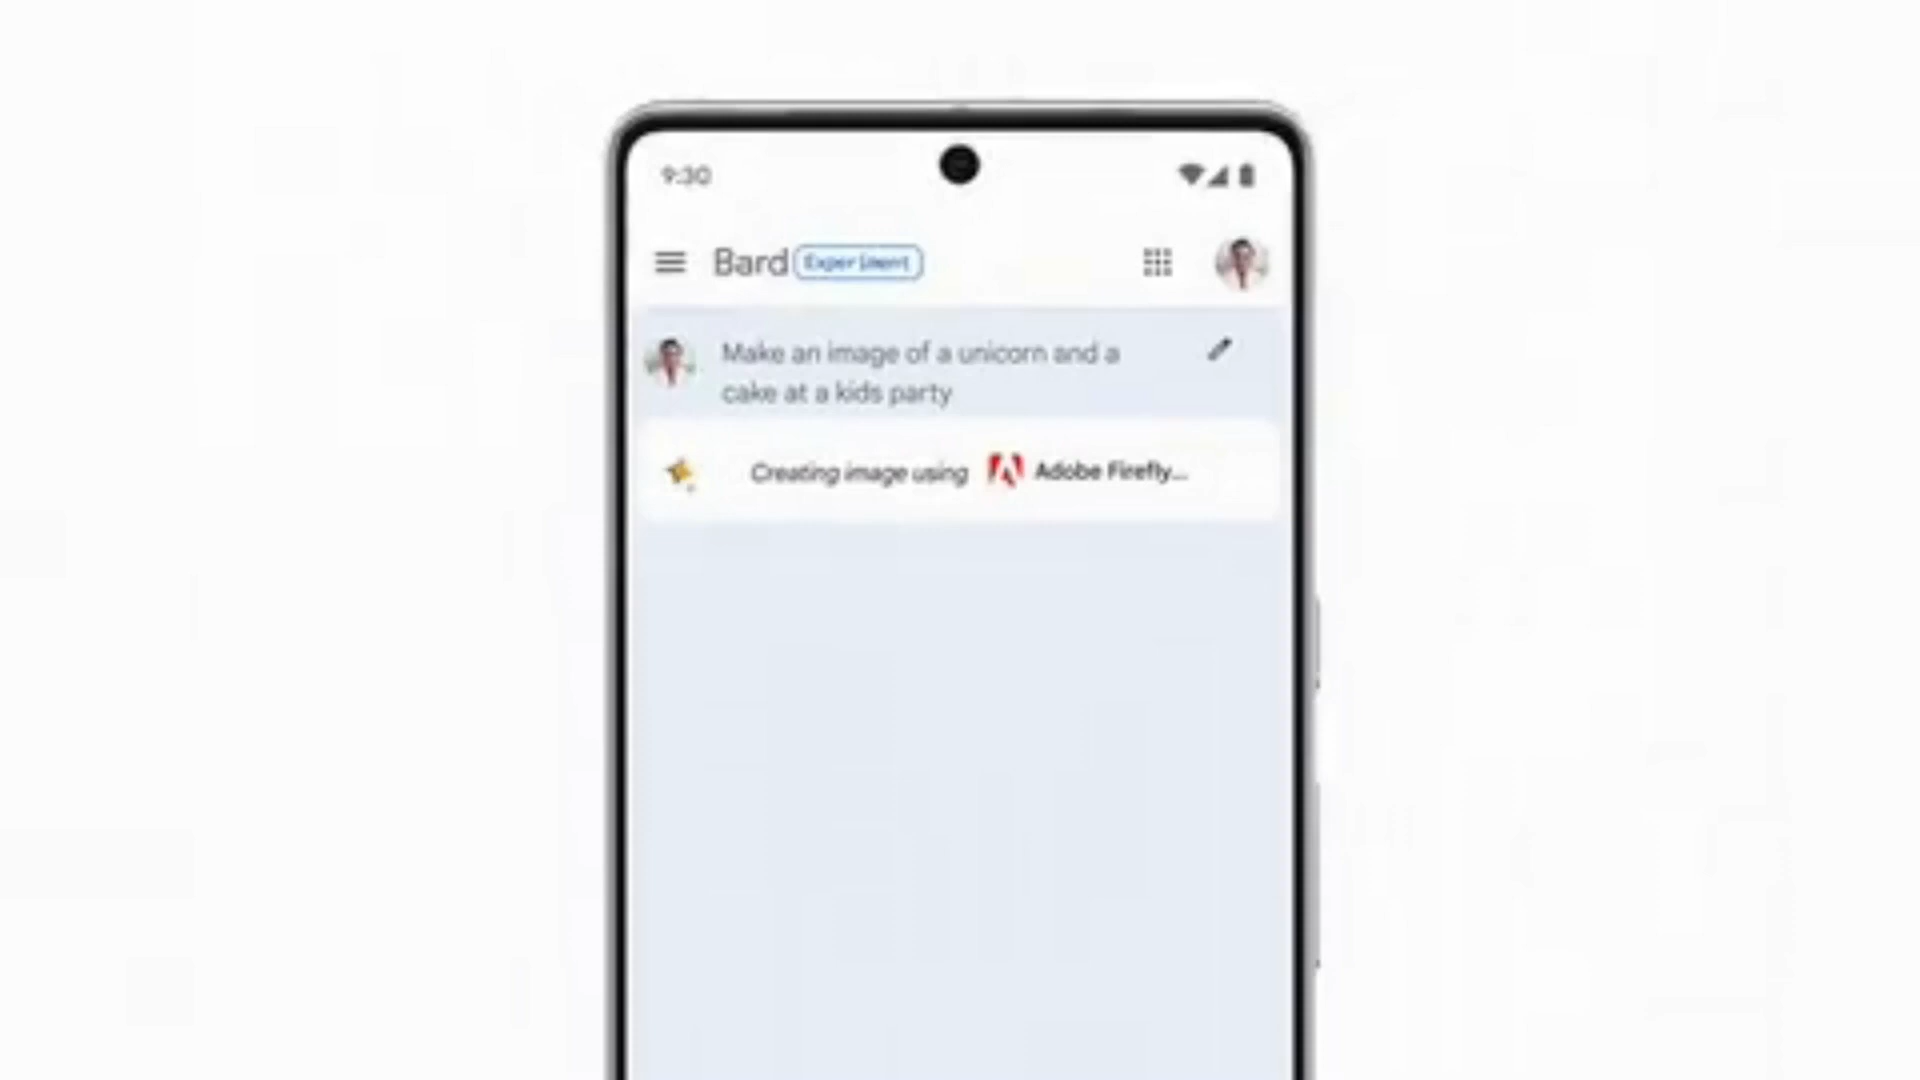 9:30
Bard Experiment
Make an image of a unicorn and a
cake at a kids party
Creating image using Adobe Firefly...